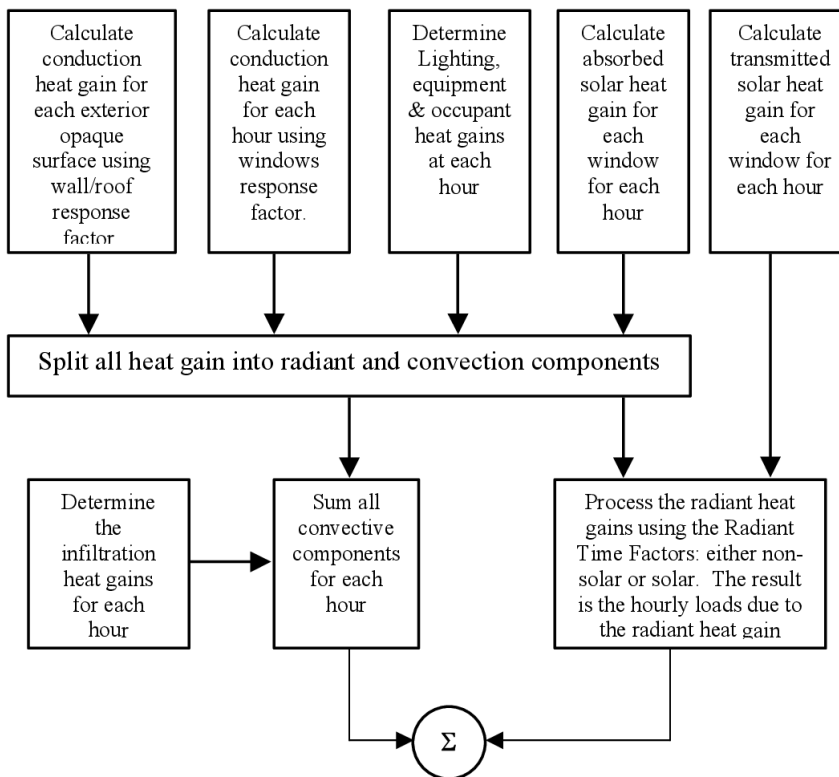 Calculate
conduction
heat gain for
each exterior
opaque
surface using
wall/roof
response
factor
Calculate
conduction
heat gain
for each
hour using
windows
response
factor.
Determine
Lighting,
equipment
& occupant
heat gains
at each
hour
Calculate
absorbed
solar heat
gain for
each
window
for each
hour
Calculate
transmitted
solar heat
gain for
each
window for
each hour
Split all heat gain into radiant and convection components
Determine
the
infiltration
heat gains
for each
hour
Sum all
convective
components
for each
hour
Process the radiant heat
gains using the Radiant
Time Factors: either non-
solar or solar. The result
is the hourly loads due to
the radiant heat gain
Σ